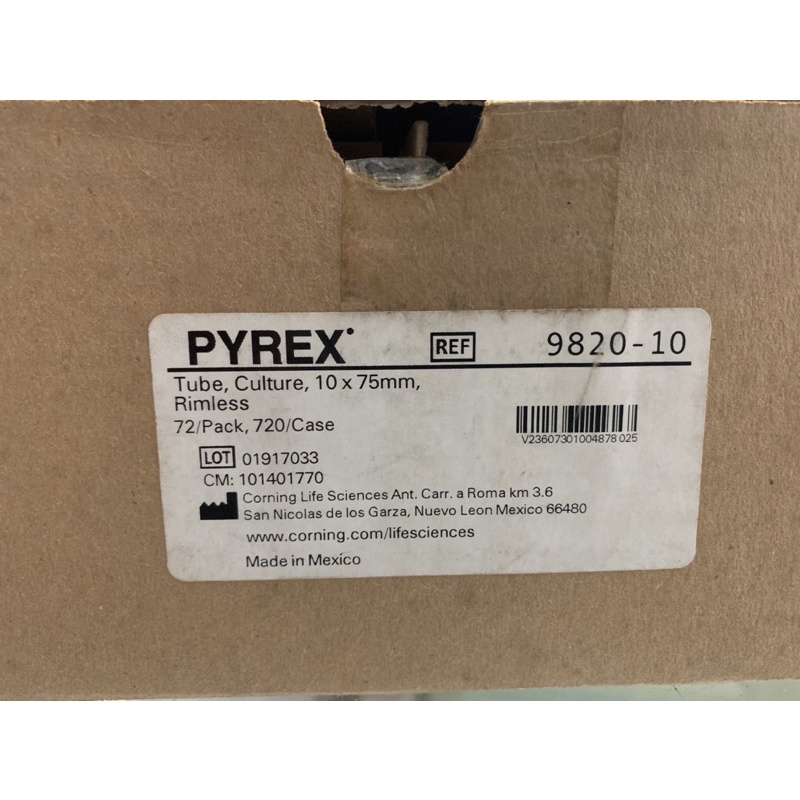 PYREX® REF 9820-10
Tube, Culture, 10 x 75mm,
Rimless
72/Pack, 720/Case
V23607301004878 025
LOT 01917033
CM: 101401770
Corning Life Sciences Ant. Carr. a Roma km 3.6
San Nicolas de los Garza, Nuevo Leon Mexico 66480
www.corning.com/lifesciences
Made in Mexico